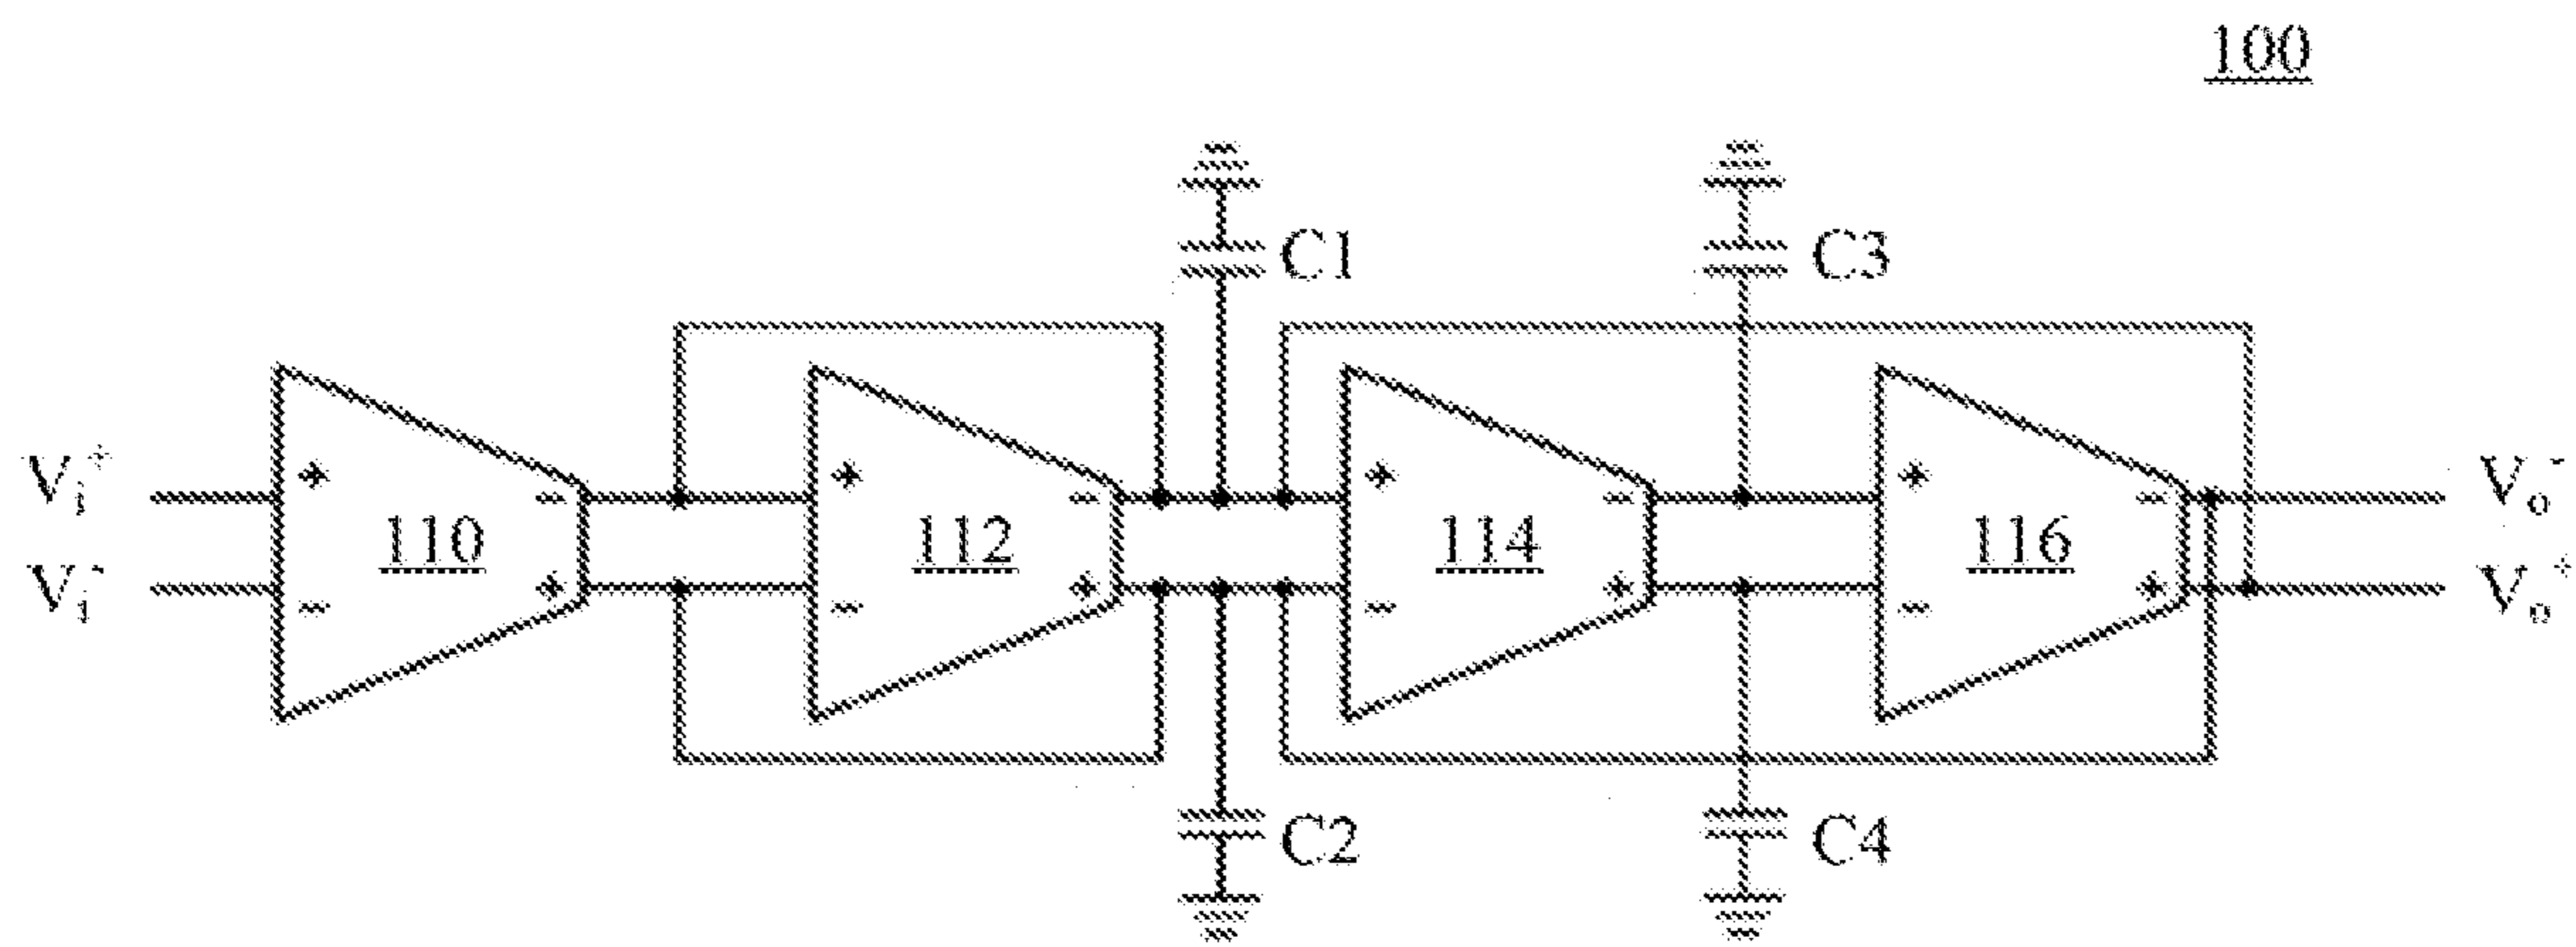 100
C1
C3
Vi+
+
-
+
-
+
-
+
-
Vo-
110
112
114
116
Vi-
-
+
-
+
-
+
-
+
Vo+
C2
C4